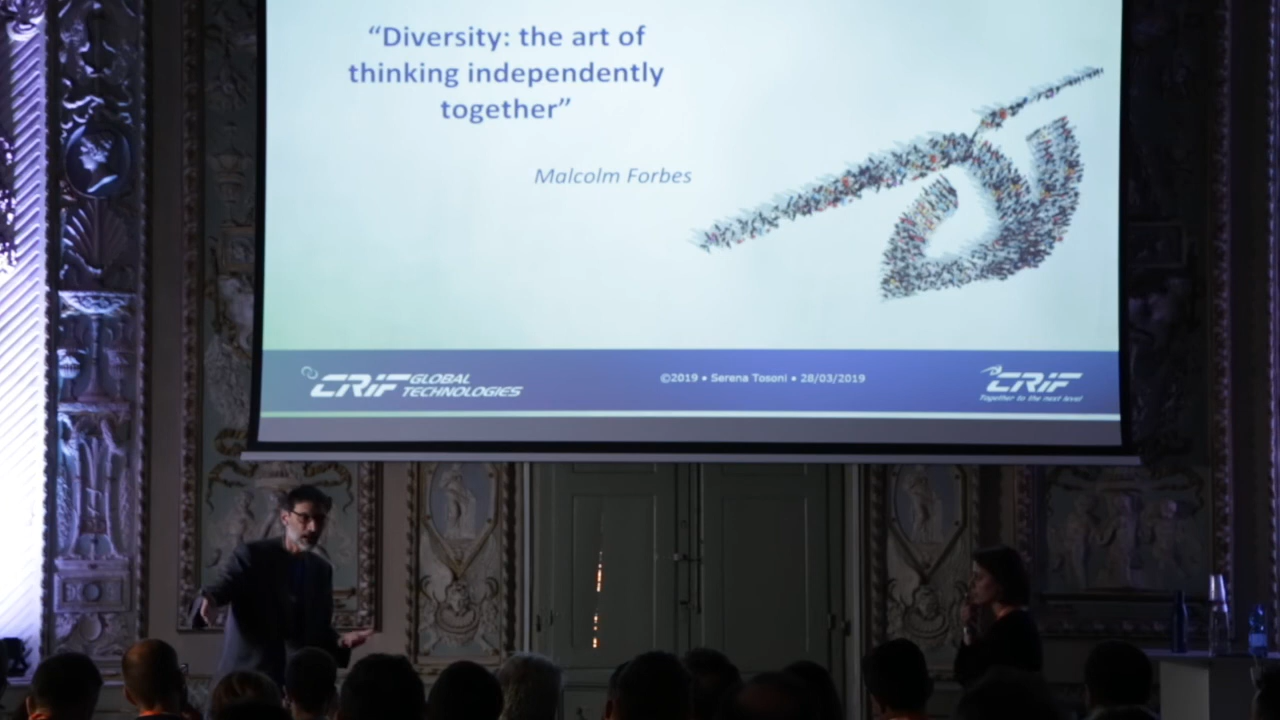 “Diversity: the art of
thinking independently
together”
Malcolm Forbes
CRIF GLOBAL
TECHNOLOGIES
©2019 • Serena Tosoni • 28/03/2019
CRIF
Together to the next level